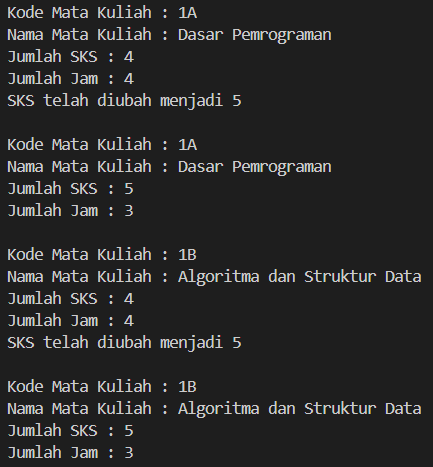 Kode Mata Kuliah : 1A
Nama Mata Kuliah : Dasar Pemrograman
Jumlah SKS : 4
Jumlah Jam : 4
SKS telah diubah menjadi 5

Kode Mata Kuliah : 1A
Nama Mata Kuliah : Dasar Pemrograman
Jumlah SKS : 5
Jumlah Jam : 3

Kode Mata Kuliah : 1B
Nama Mata Kuliah : Algoritma dan Struktur Data
Jumlah SKS : 4
Jumlah Jam : 4
SKS telah diubah menjadi 5

Kode Mata Kuliah : 1B
Nama Mata Kuliah : Algoritma dan Struktur Data
Jumlah SKS : 5
Jumlah Jam : 3